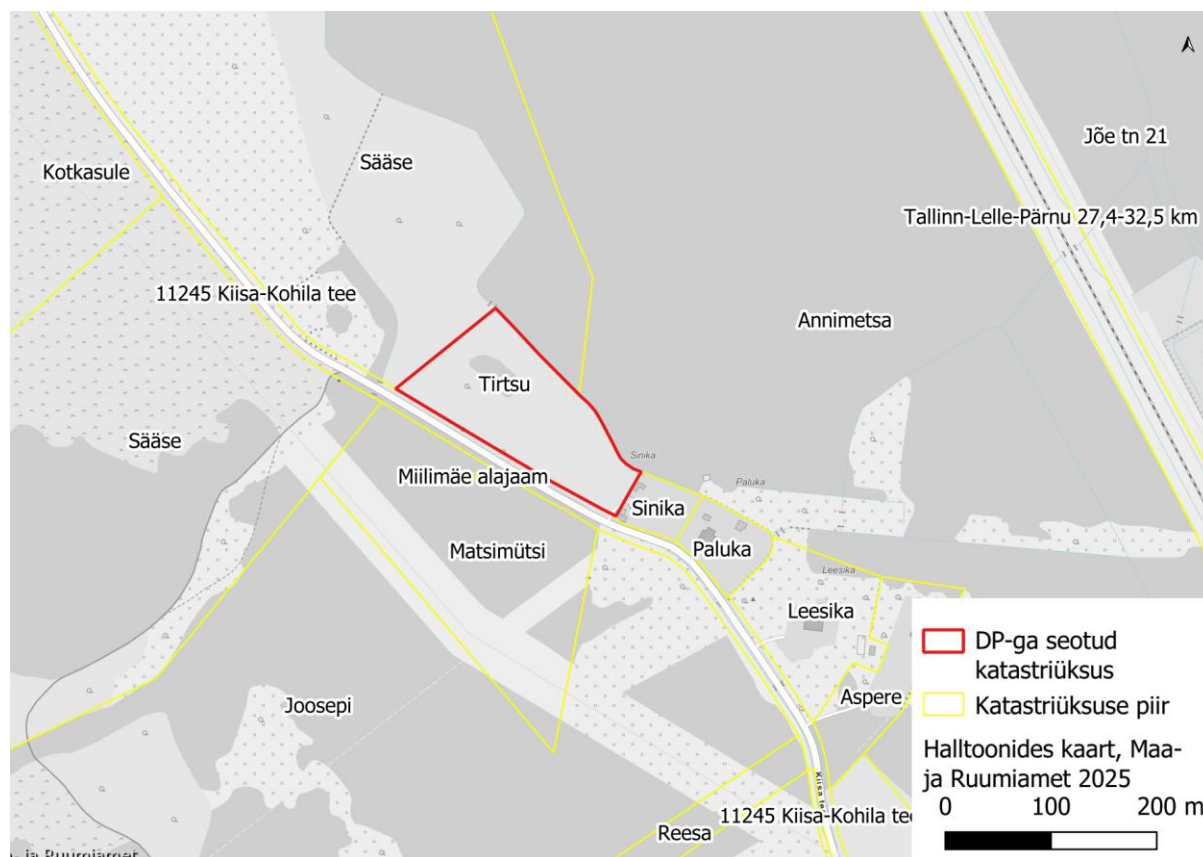 Jõe tn 21
Sääse
Kotkasule
Tallinn-Lelle-Pärnu 27,4-32,5 km
11245 Kiisa-Kohila tee
Annimetsa
Tirtsu
Sääse
Sinika
Miilimäe alajaam
Paluka
Sinika
Matsimütsi
Paluka
Leesika
Leesika
DP-ga seotud
katastriüksus
Joosepi
Aspere
Katastriüksuse piir
Halltoonides kaart, Maa-
ja Ruumiamet 2025
Kiisa tee
0 100 200 m
11245 Kiisa-Kohila tee
Reesa